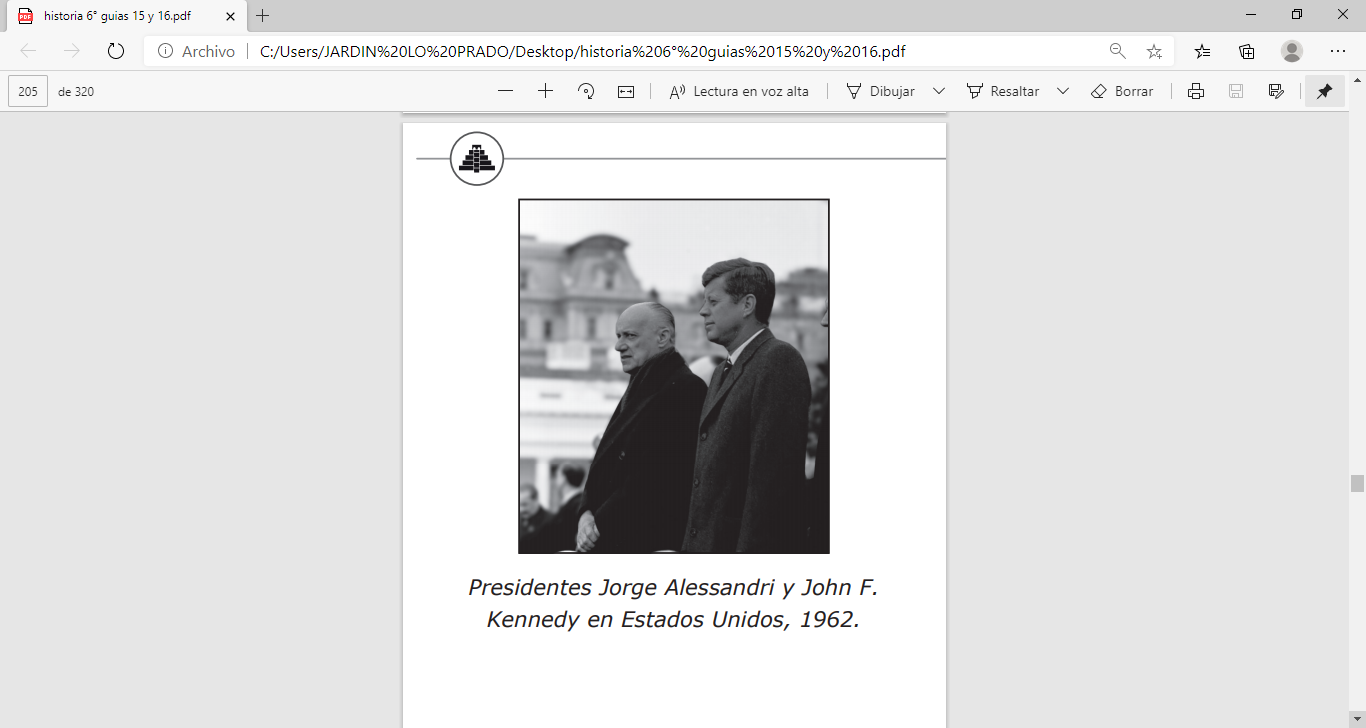 historia 6° guias 15 y 16.pdf
Archivo C:/Users/JARDIN%20LO%20PRADO/Desktop/historia%206°%20guias%2015%20y%2016.pdf
205 de 320 Lectura en voz alta Dibujar Resaltar Borrar
Presidentes Jorge Alessandri y John F.
Kennedy en Estados Unidos, 1962.